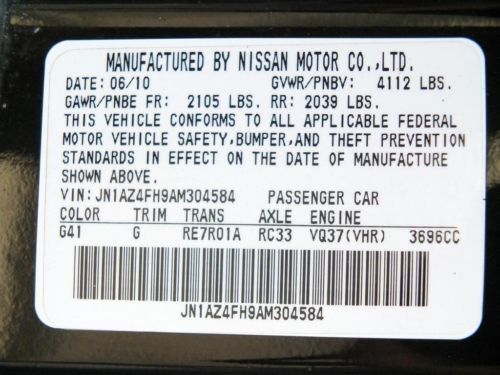 MANUFACTURED BY NISSAN MOTOR CO.,LTD.
DATE: 06/10 GVWR/PNBV: 4112 LBS.
GAWR/PNBE FR: 2105 LBS. RR: 2039 LBS.
THIS VEHICLE CONFORMS TO ALL APPLICABLE FEDERAL
MOTOR VEHICLE SAFETY,BUMPER,AND THEFT PREVENTION
STANDARDS IN EFFECT ON THE DATE OF MANUFACTURE
SHOWN ABOVE.
VIN:JN1AZ4FH9AM304584 PASSENGER CAR
COLOR TRIM TRANS AXLE ENGINE
G41 G RE7R01A RC33 VQ37(VHR) 3696CC
JN1AZ4FH9AM304584